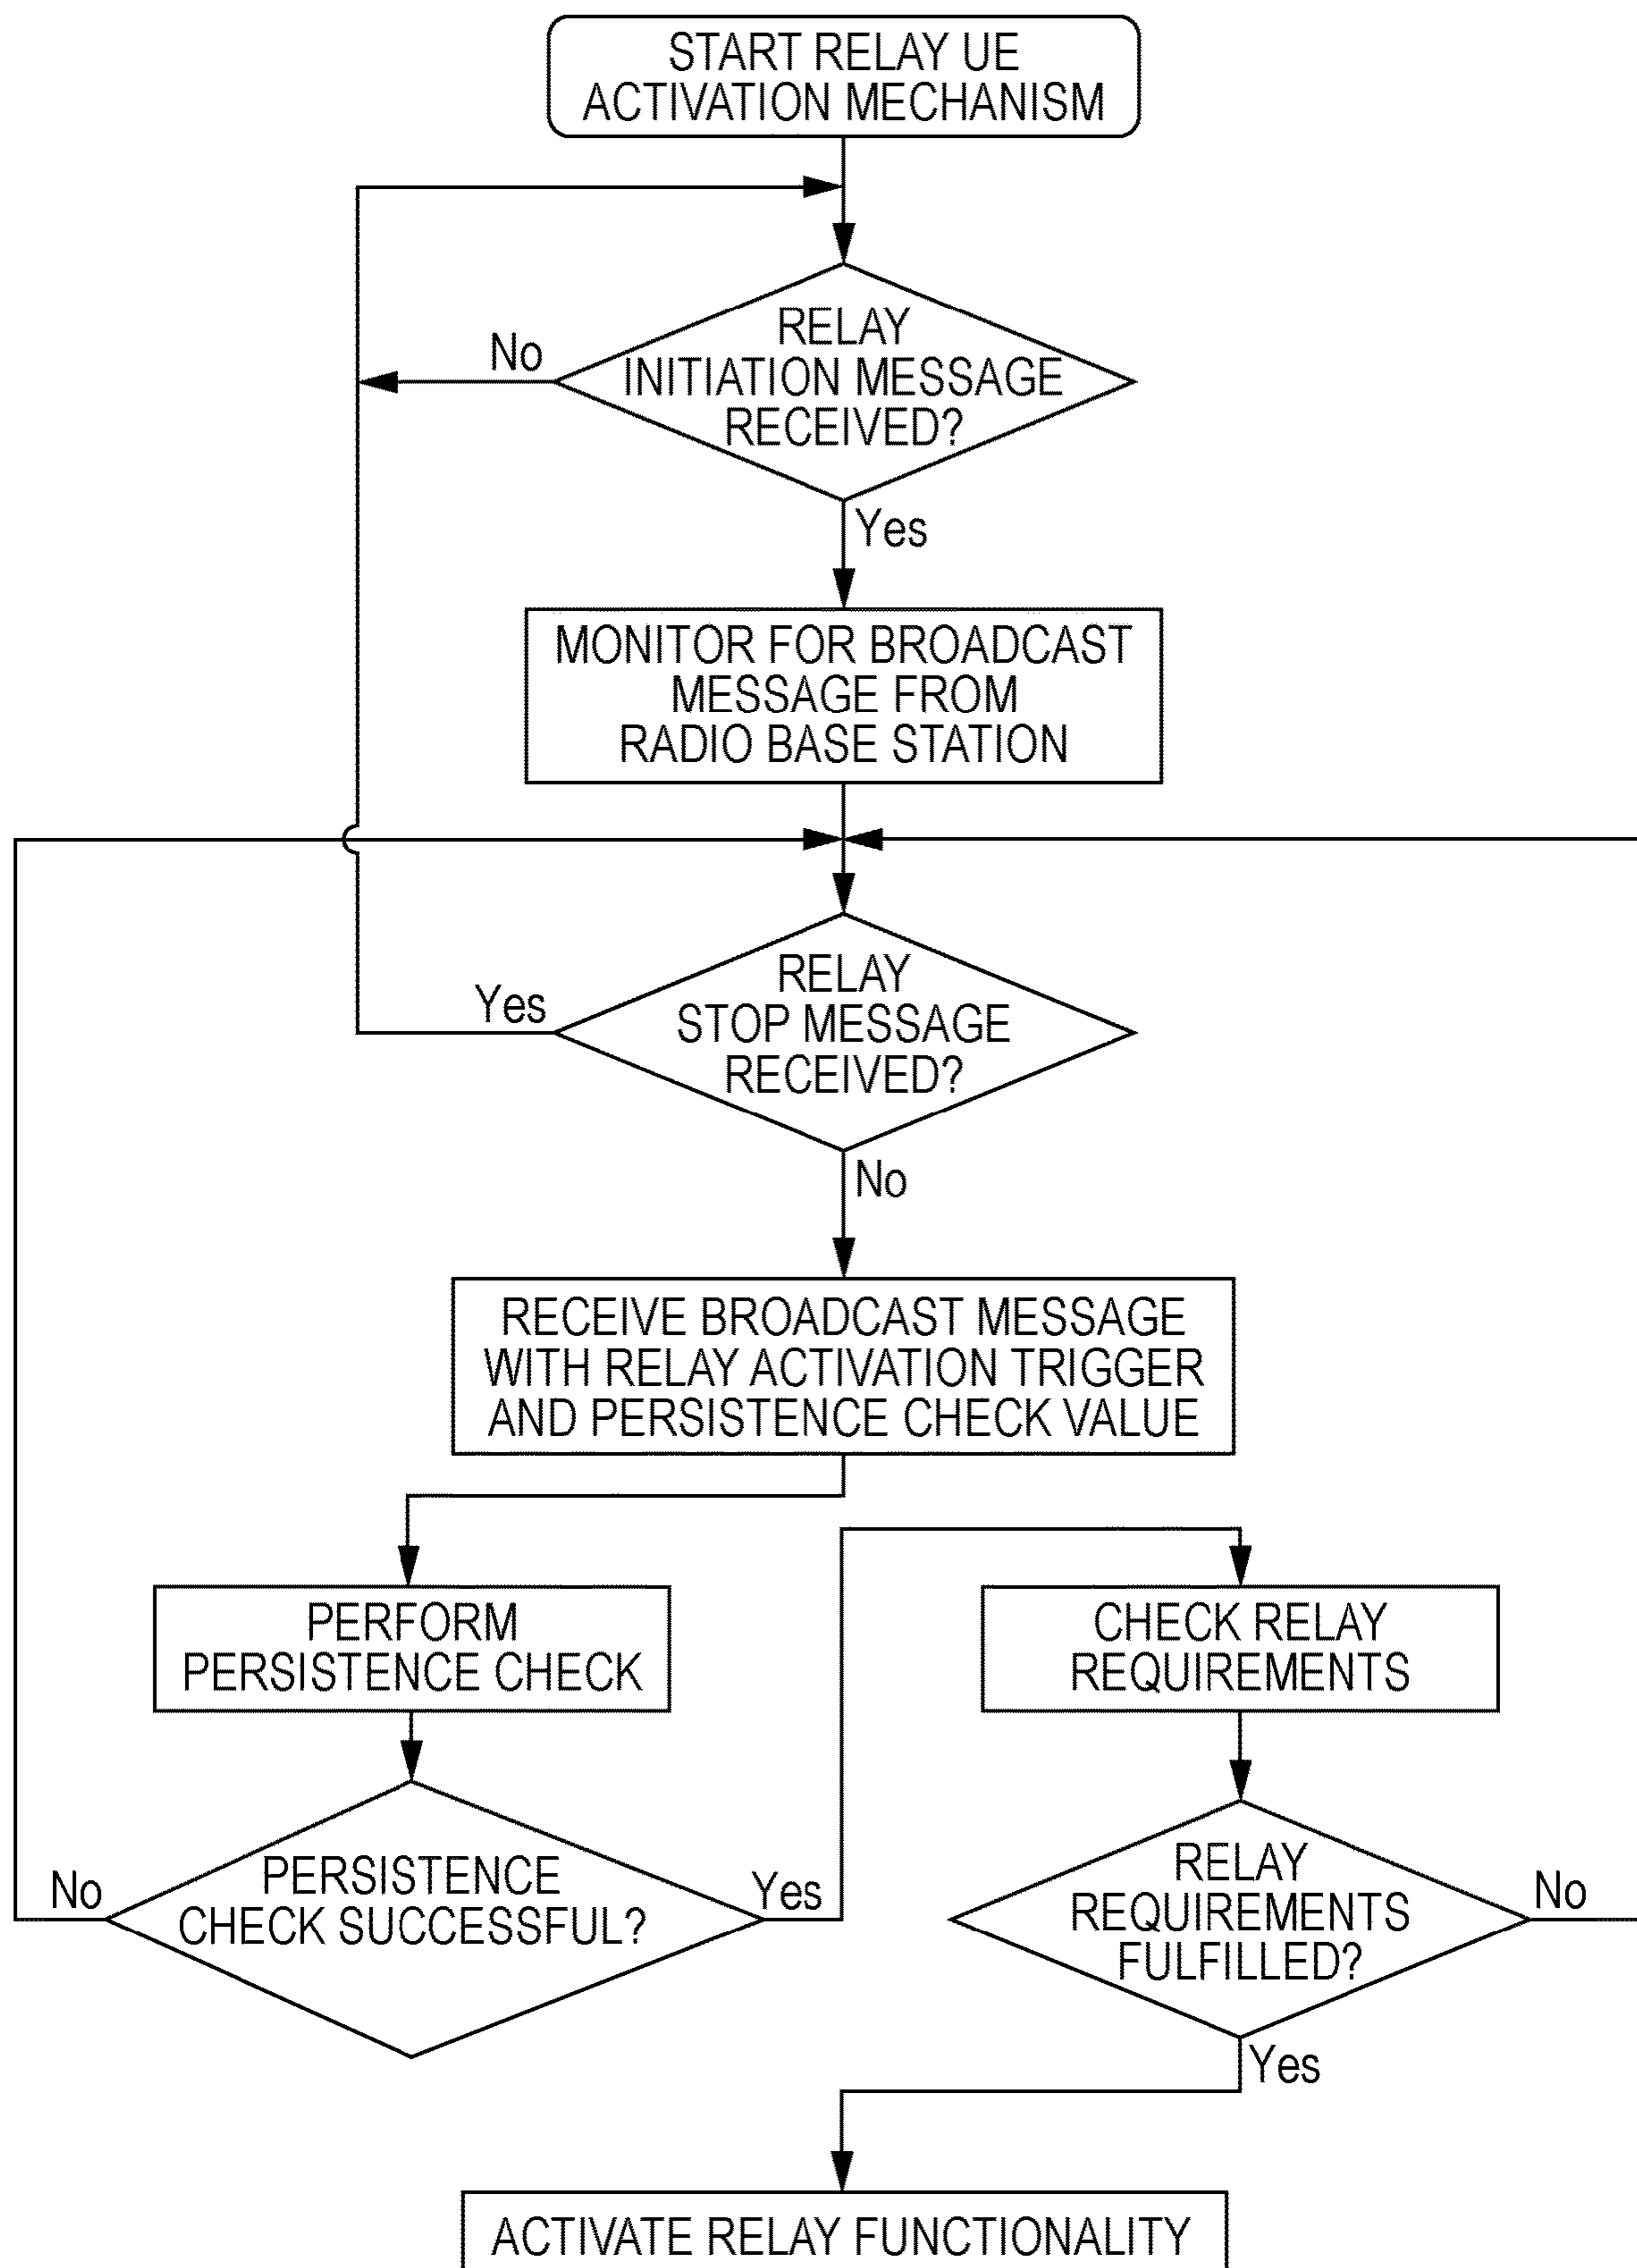 START RELAY UE
ACTIVATION MECHANISM
RELAY
INITIATION MESSAGE
RECEIVED?
No
Yes
MONITOR FOR BROADCAST
MESSAGE FROM
RADIO BASE STATION
RELAY
STOP MESSAGE
RECEIVED?
Yes
No
RECEIVE BROADCAST MESSAGE
WITH RELAY ACTIVATION TRIGGER
AND PERSISTENCE CHECK VALUE
PERFORM
PERSISTENCE CHECK
CHECK RELAY
REQUIREMENTS
No
PERSISTENCE
CHECK SUCCESSFUL?
Yes
RELAY
REQUIREMENTS
FULFILLED?
No
Yes
ACTIVATE RELAY FUNCTIONALITY